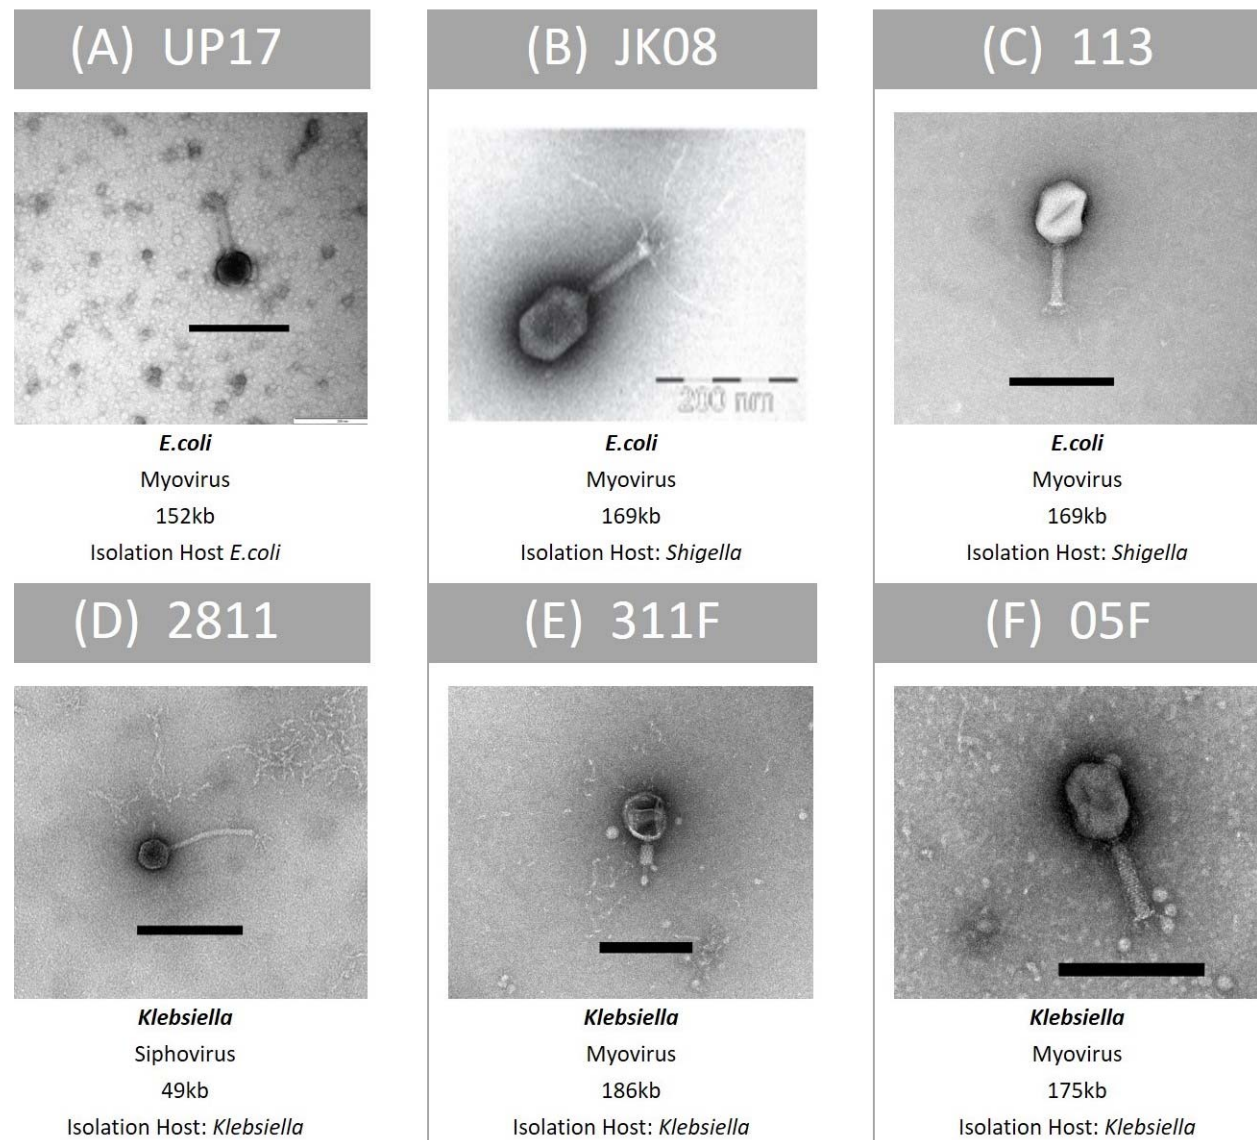 (A) UP17
(B) JK08
(C) 113
200 nm
E.coli
Myovirus
152kb
Isolation Host E.coli
E.coli
Myovirus
169kb
Isolation Host: Shigella
E.coli
Myovirus
169kb
Isolation Host: Shigella
(D) 2811
(E) 311F
(F) 05F
Klebsiella
Siphovirus
49kb
Isolation Host: Klebsiella
Klebsiella
Myovirus
186kb
Isolation Host: Klebsiella
Klebsiella
Myovirus
175kb
Isolation Host: Klebsiella